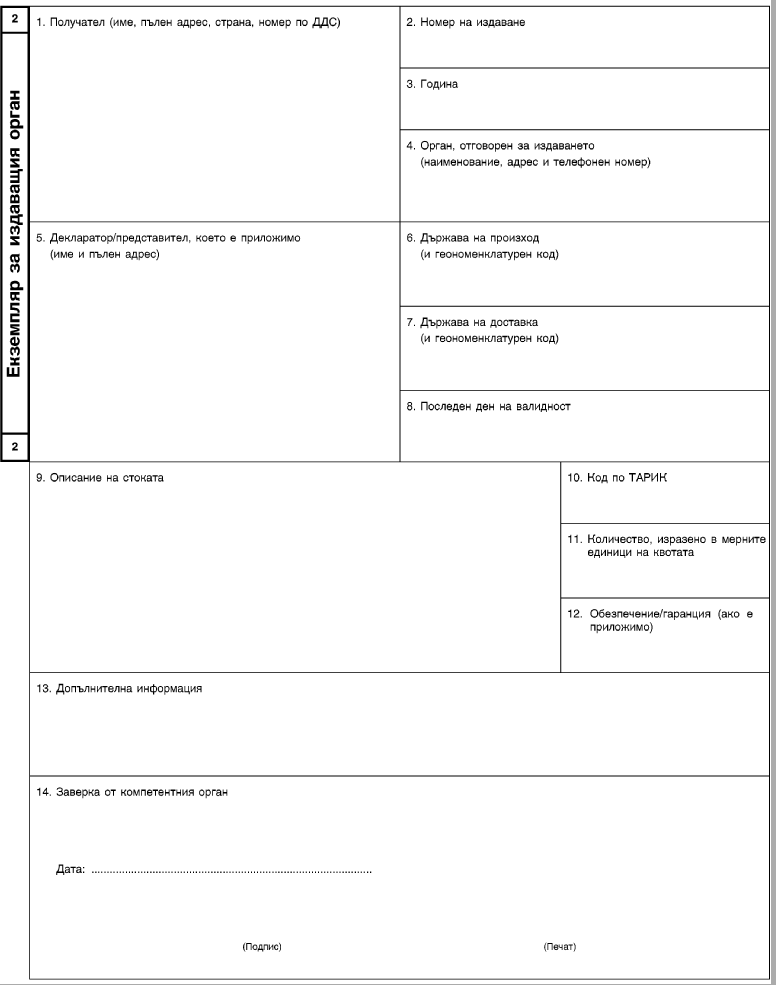 2
Екземпляр за издаващия орган
2
1. Получател (име, пълен адрес, страна, номер по ДДС)
2. Номер на издаване
3. Година
4. Орган, отговорен за издаването
(наименование, адрес и телефонен номер)
5. Декларатор/представител, което е приложимо
(име и пълен адрес)
6. Държава на произход
(и геономенклатурен код)
7. Държава на доставка
(и геономенклатурен код)
8. Последен ден на валидност
9. Описание на стоката
10. Код по ТАРИК
11. Количество, изразено в мерните
единици на квотата
12. Обезпечение/гаранция (ако е
приложимо)
13. Допълнителна информация
14. Заверка от компетентния орган
Дата: ............................................................................................
(Подпис)
(Печат)